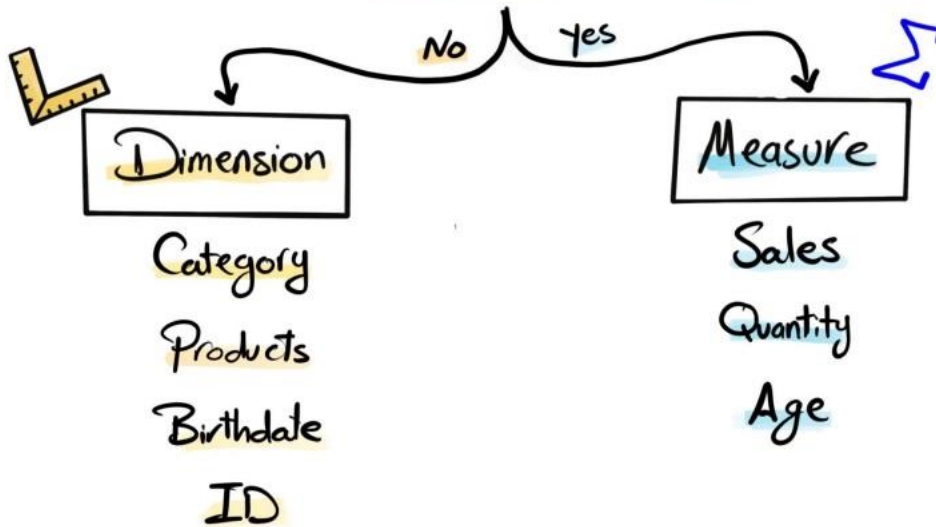 No
yes
Dimension
Measure
Category
Sales
Products
Quantity
Birthdate
Age
ID